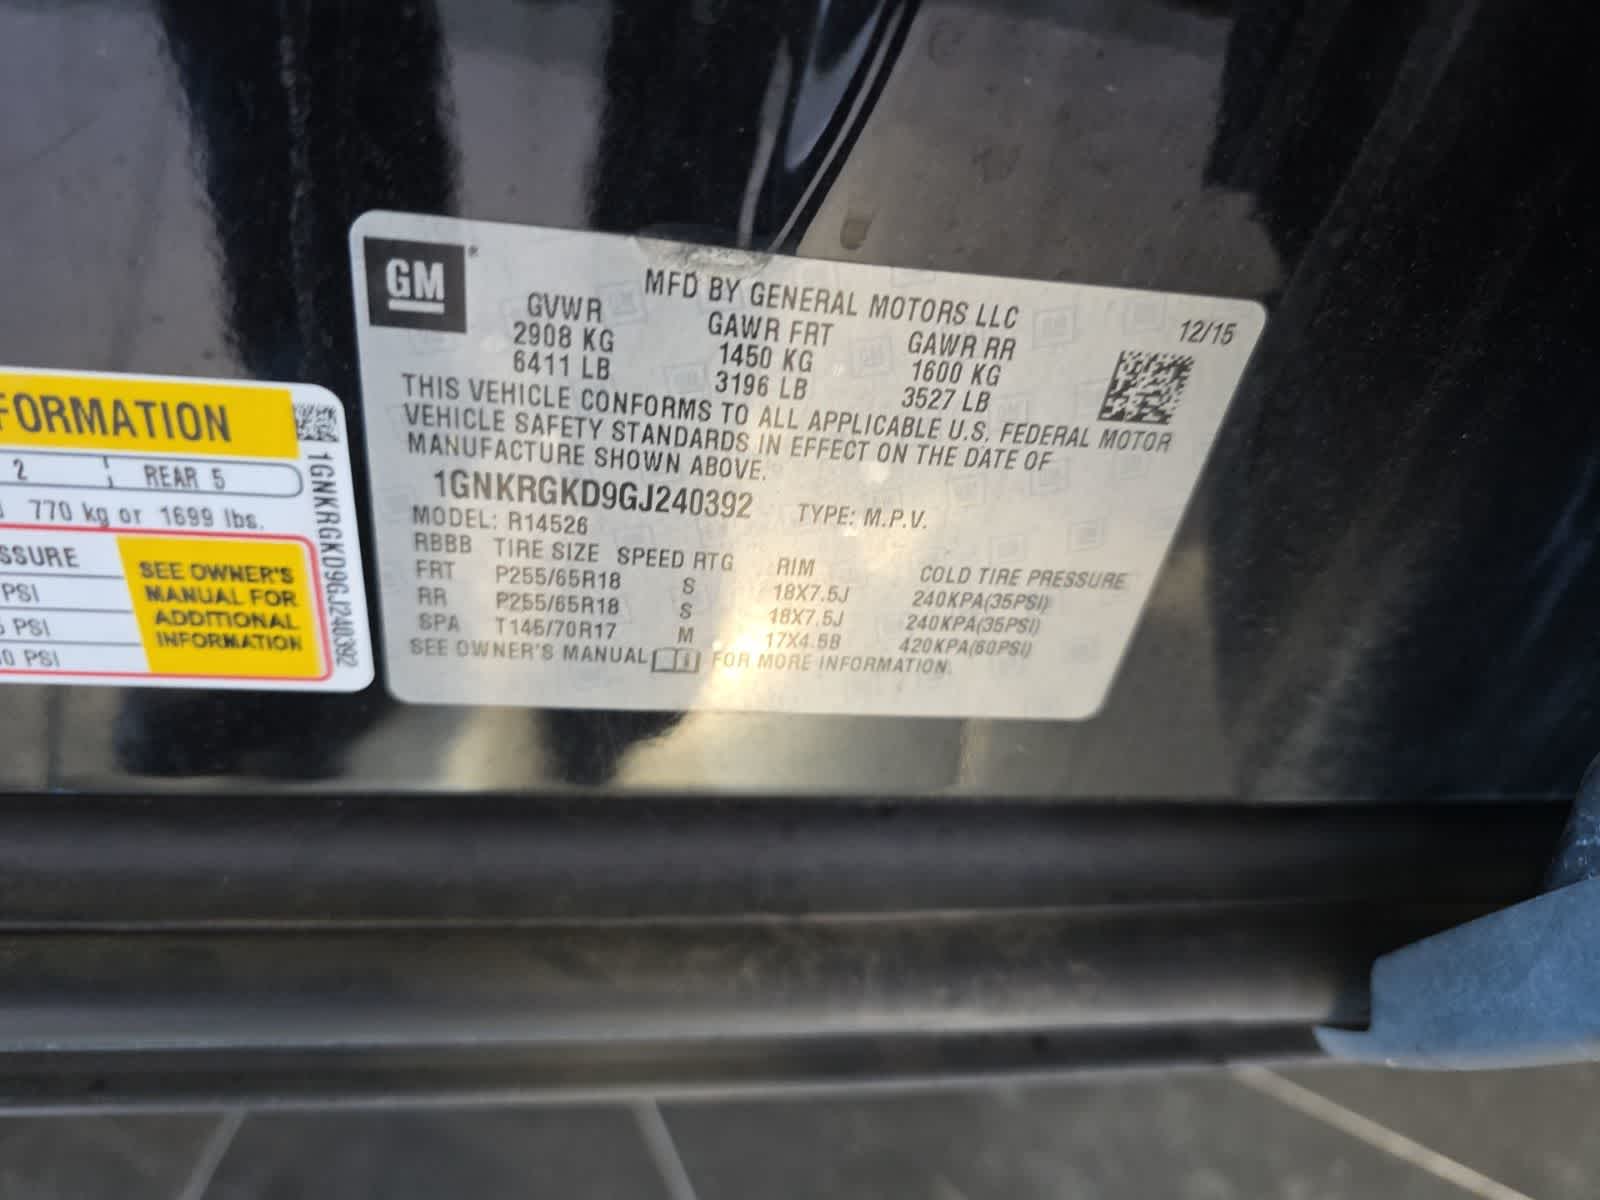 GM
MFD BY GENERAL MOTORS LLC
12/15
GVWR GAWR FRT GAWR RR
2908 KG 1450 KG 1600 KG
6411 LB 3196 LB 3527 LB
THIS VEHICLE CONFORMS TO ALL APPLICABLE U.S. FEDERAL MOTOR
VEHICLE SAFETY STANDARDS IN EFFECT ON THE DATE OF
MANUFACTURE SHOWN ABOVE.
1GNKRGKD9GJ240392 TYPE: M.P.V.
MODEL: R14526
RBBB TIRE SIZE SPEED RTG RIM COLD TIRE PRESSURE
FRT P255/65R18 S 18X7.5J 240KPA(35PSI)
RR P255/65R18 S 18X7.5J 240KPA(35PSI)
SPA T145/70R17 M 17X4.5B 420KPA(60PSI)
SEE OWNER'S MANUAL FOR MORE INFORMATION.
FORMATION
2 REAR 5
770 kg or 1699 lbs.
SSURE
PSI
5 PSI
0 PSI
SEE OWNER'S
MANUAL FOR
ADDITIONAL
INFORMATION
1GNKRGKD9GJ240392